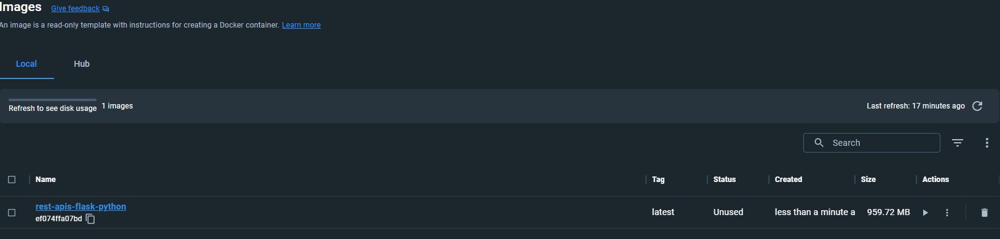 Images Give feedback
An image is a read-only template with instructions for creating a Docker container. Learn more
Local Hub
Refresh to see disk usage 1 images Last refresh: 17 minutes ago
Search
Name Tag Status Created Size Actions
rest-apis-flask-python latest Unused less than a minute a 959.72 MB
ef074ffa07bd